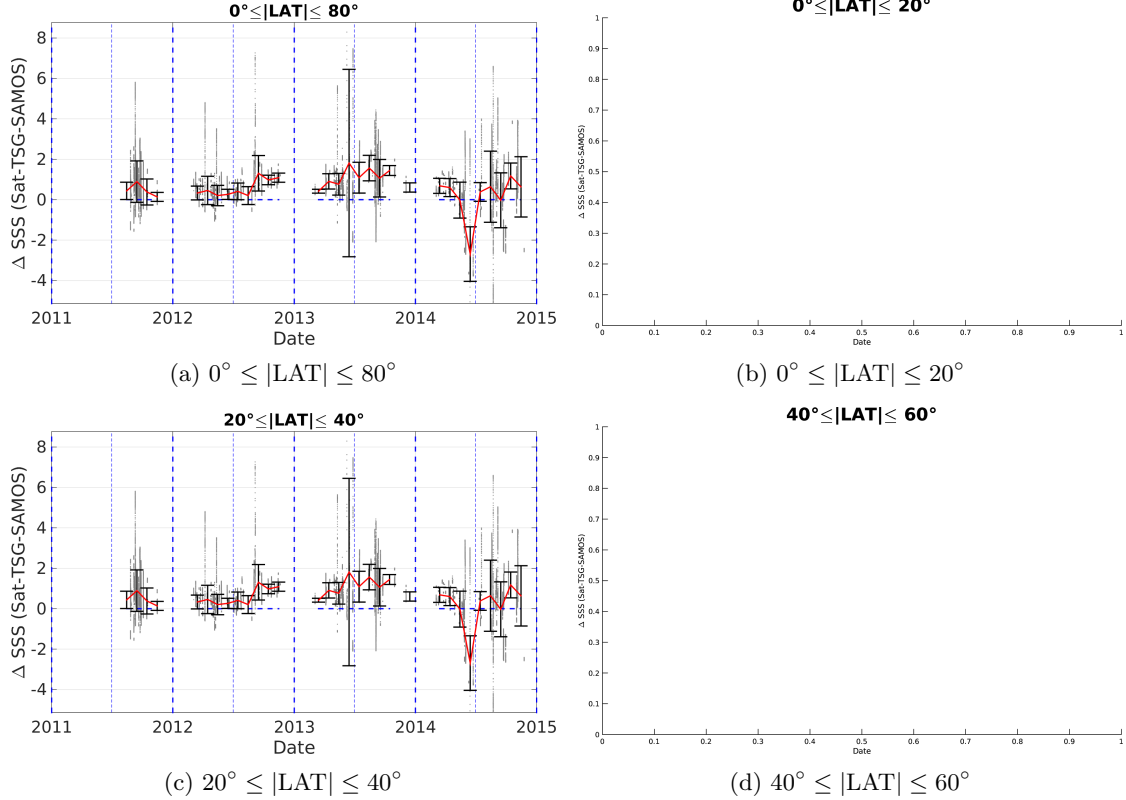 0°≤|LAT|≤ 80°
8
6
4
2
0
-2
-4
Δ SSS (Sat-TSG-SAMOS)
2011 2012 2013 2014 2015
Date
(a) 0° ≤ |LAT| ≤ 80°
0°≤|LAT|≤ 20°
1
0.9
0.8
0.7
0.6
0.5
0.4
0.3
0.2
0.1
0
Δ SSS (Sat-TSG-SAMOS)
0 0.1 0.2 0.3 0.4 0.5 0.6 0.7 0.8 0.9 1
Date
(b) 0° ≤ |LAT| ≤ 20°
20°≤|LAT|≤ 40°
8
6
4
2
0
-2
-4
Δ SSS (Sat-TSG-SAMOS)
2011 2012 2013 2014 2015
Date
(c) 20° ≤ |LAT| ≤ 40°
40°≤|LAT|≤ 60°
1
0.9
0.8
0.7
0.6
0.5
0.4
0.3
0.2
0.1
0
Δ SSS (Sat-TSG-SAMOS)
0 0.1 0.2 0.3 0.4 0.5 0.6 0.7 0.8 0.9 1
Date
(d) 40° ≤ |LAT| ≤ 60°